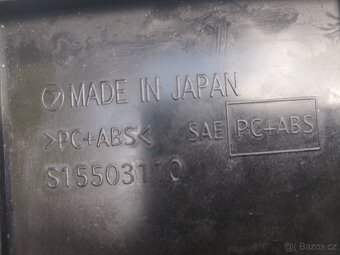 MADE IN JAPAN
>PC+ABS< SAE PC+ABS
S15503110
Bazos.cz